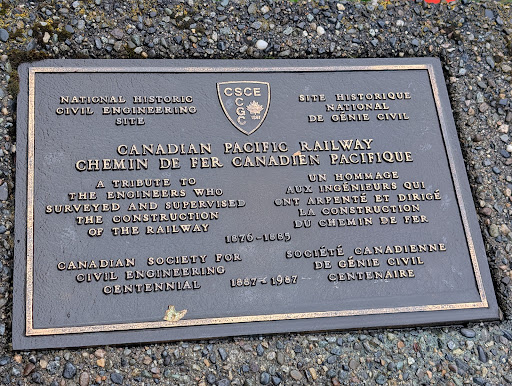 CSCE
CGC
NATIONAL HISTORIC
CIVIL ENGINEERING
SITE
SITE HISTORIQUE
NATIONAL
DE GÉNIE CIVIL
CANADIAN PACIFIC RAILWAY
CHEMIN DE FER CANADIEN PACIFIQUE
A TRIBUTE TO
THE ENGINEERS WHO
SURVEYED AND SUPERVISED
THE CONSTRUCTION
OF THE RAILWAY
UN HOMMAGE
AUX INGÉNIEURS QUI
ONT ARPENTÉ ET DIRIGÉ
LA CONSTRUCTION
DU CHEMIN DE FER
1876-1885
CANADIAN SOCIETY FOR
CIVIL ENGINEERING
CENTENNIAL
1887-1987
SOCIÉTÉ CANADIENNE
DE GÉNIE CIVIL
CENTENAIRE